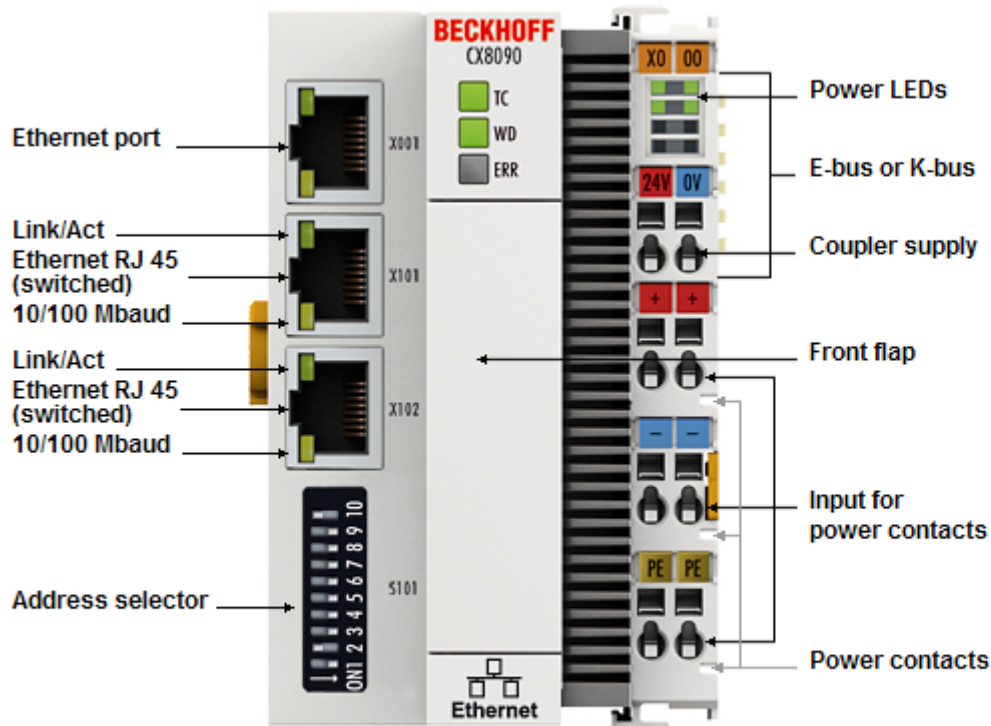 Ethernet port
Link/Act
Ethernet RJ 45
(switched)
10/100 Mbaud
Link/Act
Ethernet RJ 45
(switched)
10/100 Mbaud
Address selector
X001
X101
X102
S101
ON1 2 3 4 5 6 7 8 9 10
BECKHOFF
CX8090
TC
WD
ERR
Ethernet
X0 00
24V 0V
+ +
– –
PE PE
Power LEDs
E-bus or K-bus
Coupler supply
Front flap
Input for
power contacts
Power contacts